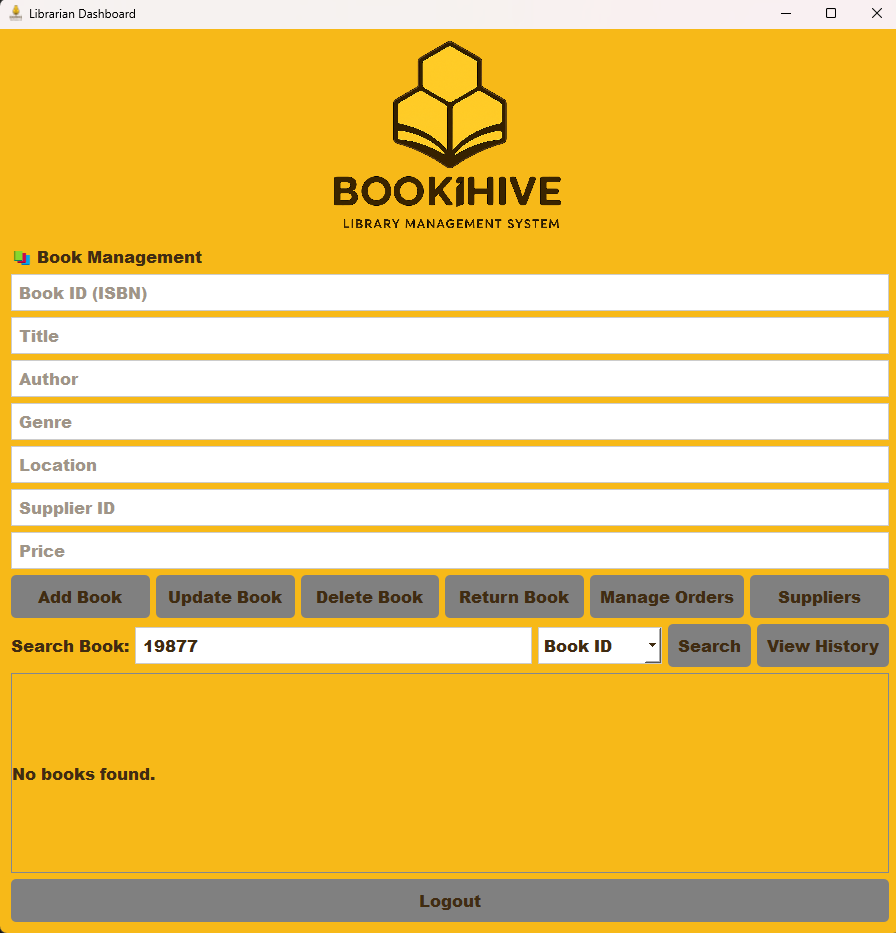 Librarian Dashboard
BOOK1HIVE
LIBRARY MANAGEMENT SYSTEM
Book Management
Book ID (ISBN)
Title
Author
Genre
Location
Supplier ID
Price
Add Book Update Book Delete Book Return Book Manage Orders Suppliers
Search Book: 19877 Book ID Search View History
No books found.
Logout